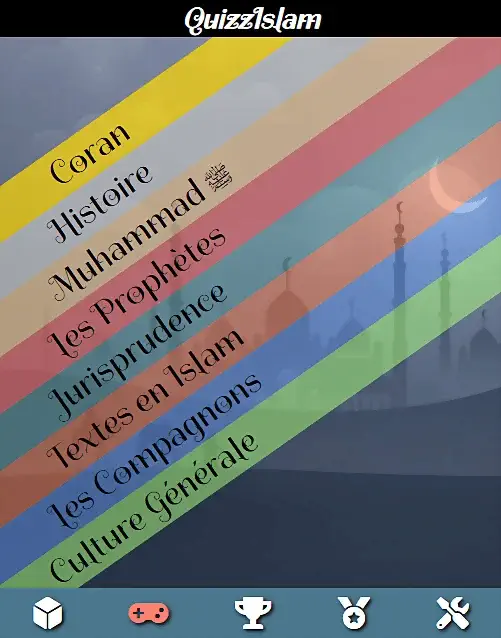 QuizzIslam
Coran
Histoire
Muhammad ﷺ
Les Prophètes
Jurisprudence
Textes en Islam
Les Compagnons
Culture Générale